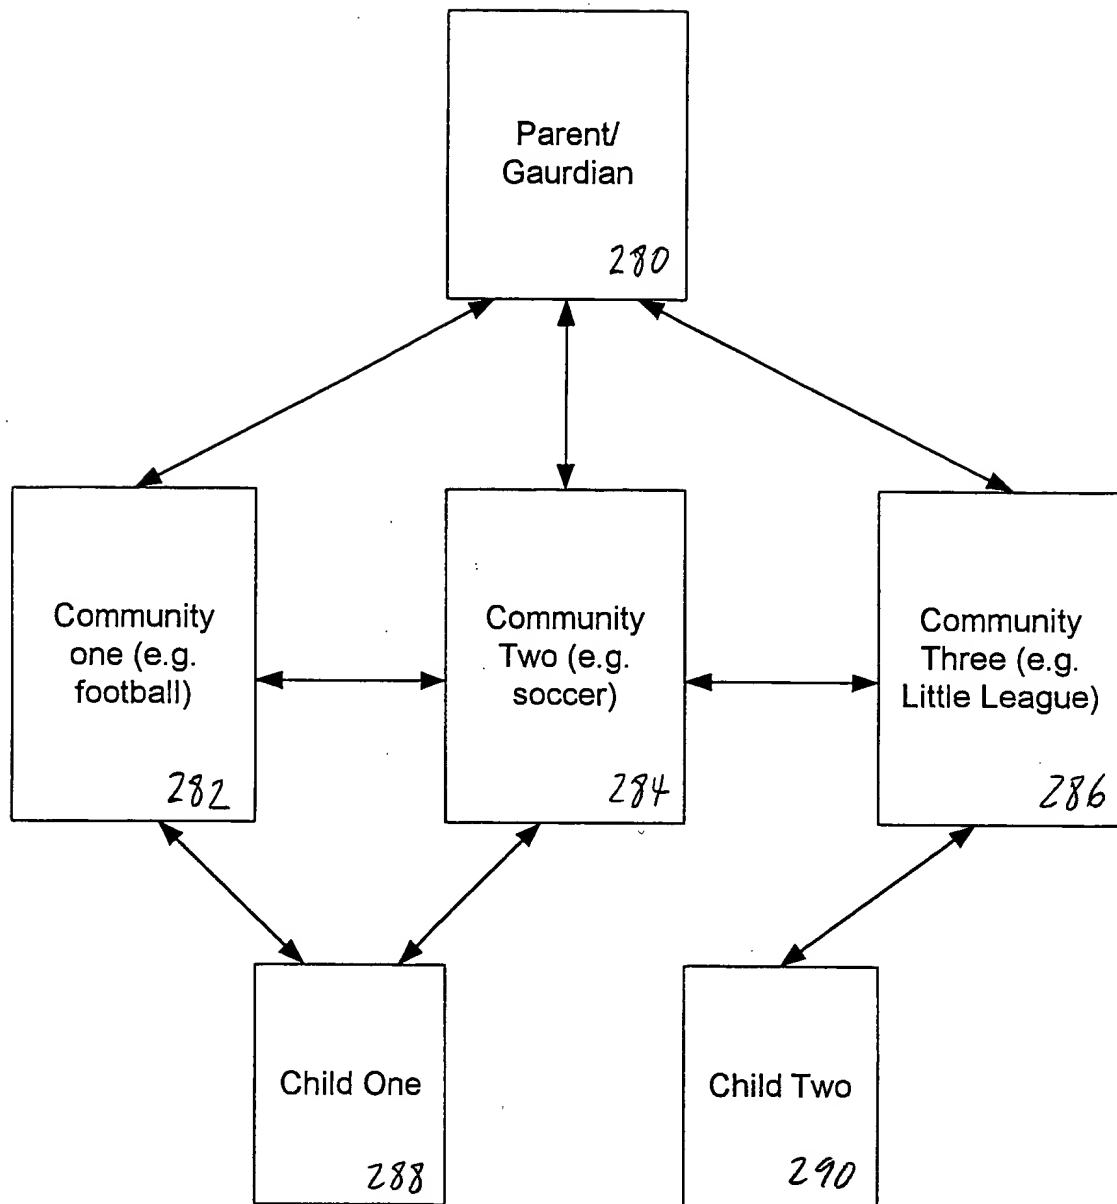 Parent/
Gaurdian
280
Community
one (e.g.
football)
282
Community
Two (e.g.
soccer)
284
Community
Three (e.g.
Little League)
286
Child One
288
Child Two
290